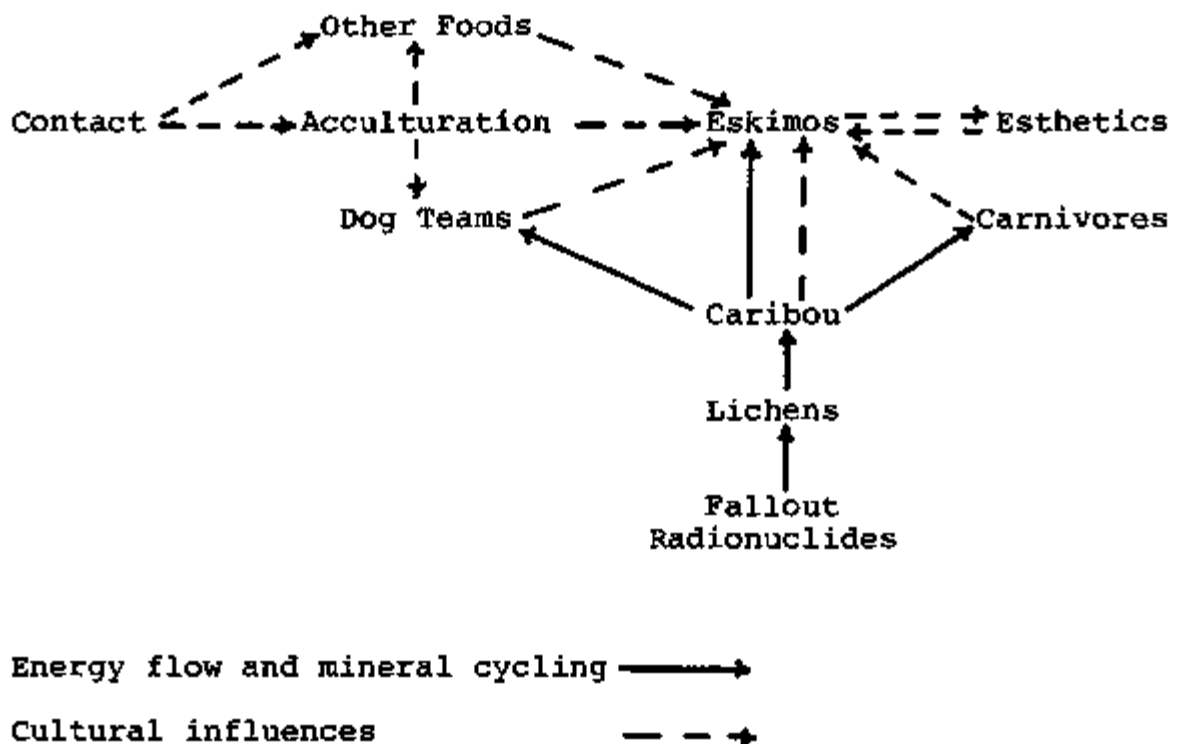 Other Foods
Contact
Acculturation
Eskimos
Esthetics
Dog Teams
Carnivores
Caribou
Lichens
Fallout
Radionuclides
Energy flow and mineral cycling
Cultural influences